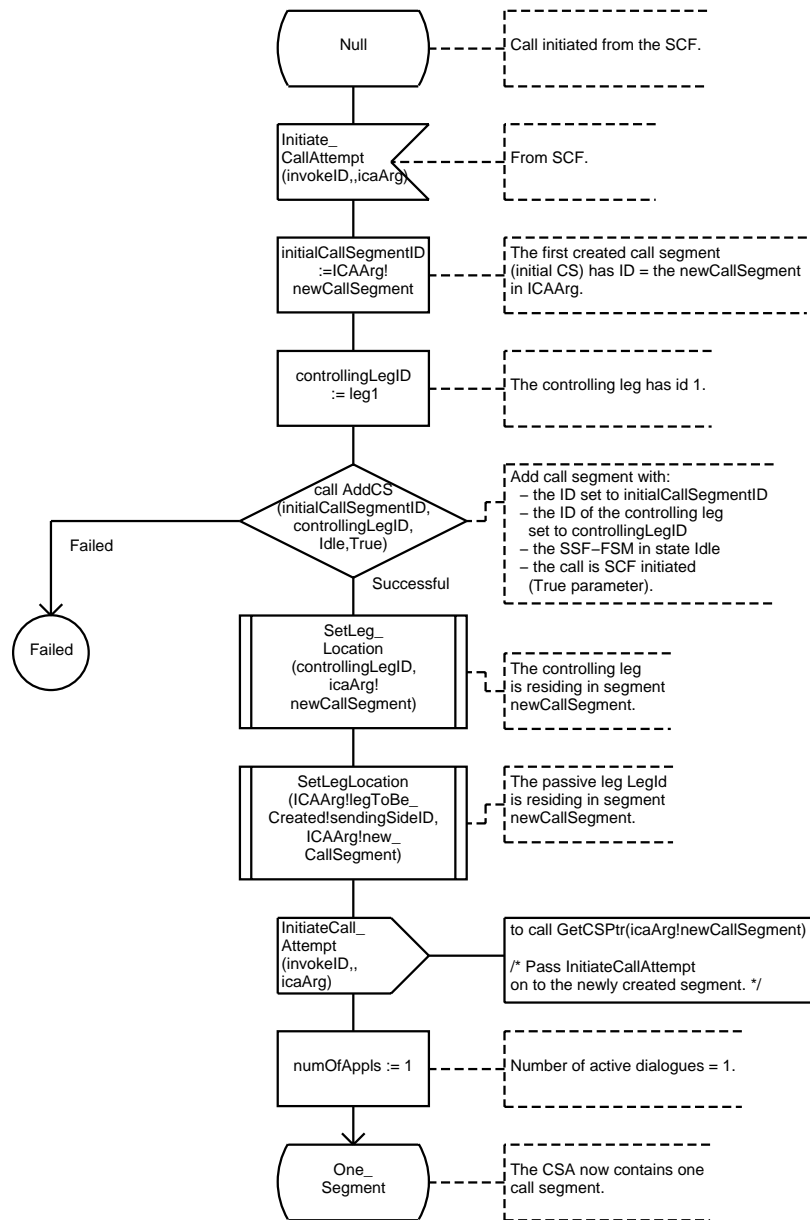 Null
Call initiated from the SCF.
Initiate_
CallAttempt
(invokeID,,icaArg)
From SCF.
initialCallSegmentID
:=ICAArg!
newCallSegment
The first created call segment
(initial CS) has ID = the newCallSegment
in ICAArg.
controllingLegID
:= leg1
The controlling leg has id 1.
call AddCS
(initialCallSegmentID,
controllingLegID,
Idle,True)
Add call segment with:
– the ID set to initialCallSegmentID
– the ID of the controlling leg
set to controllingLegID
– the SSF–FSM in state Idle
– the call is SCF initiated
(True parameter).
Failed
Successful
Failed
SetLeg_
Location
(controllingLegID,
icaArg!
newCallSegment)
The controlling leg
is residing in segment
newCallSegment.
SetLegLocation
(ICAArg!legToBe_
Created!sendingSideID,
ICAArg!new_
CallSegment)
The passive leg LegId
is residing in segment
newCallSegment.
InitiateCall_
Attempt
(invokeID,,
icaArg)
to call GetCSPtr(icaArg!newCallSegment)
/* Pass InitiateCallAttempt
on to the newly created segment. */
numOfAppls := 1
Number of active dialogues = 1.
One_
Segment
The CSA now contains one
call segment.